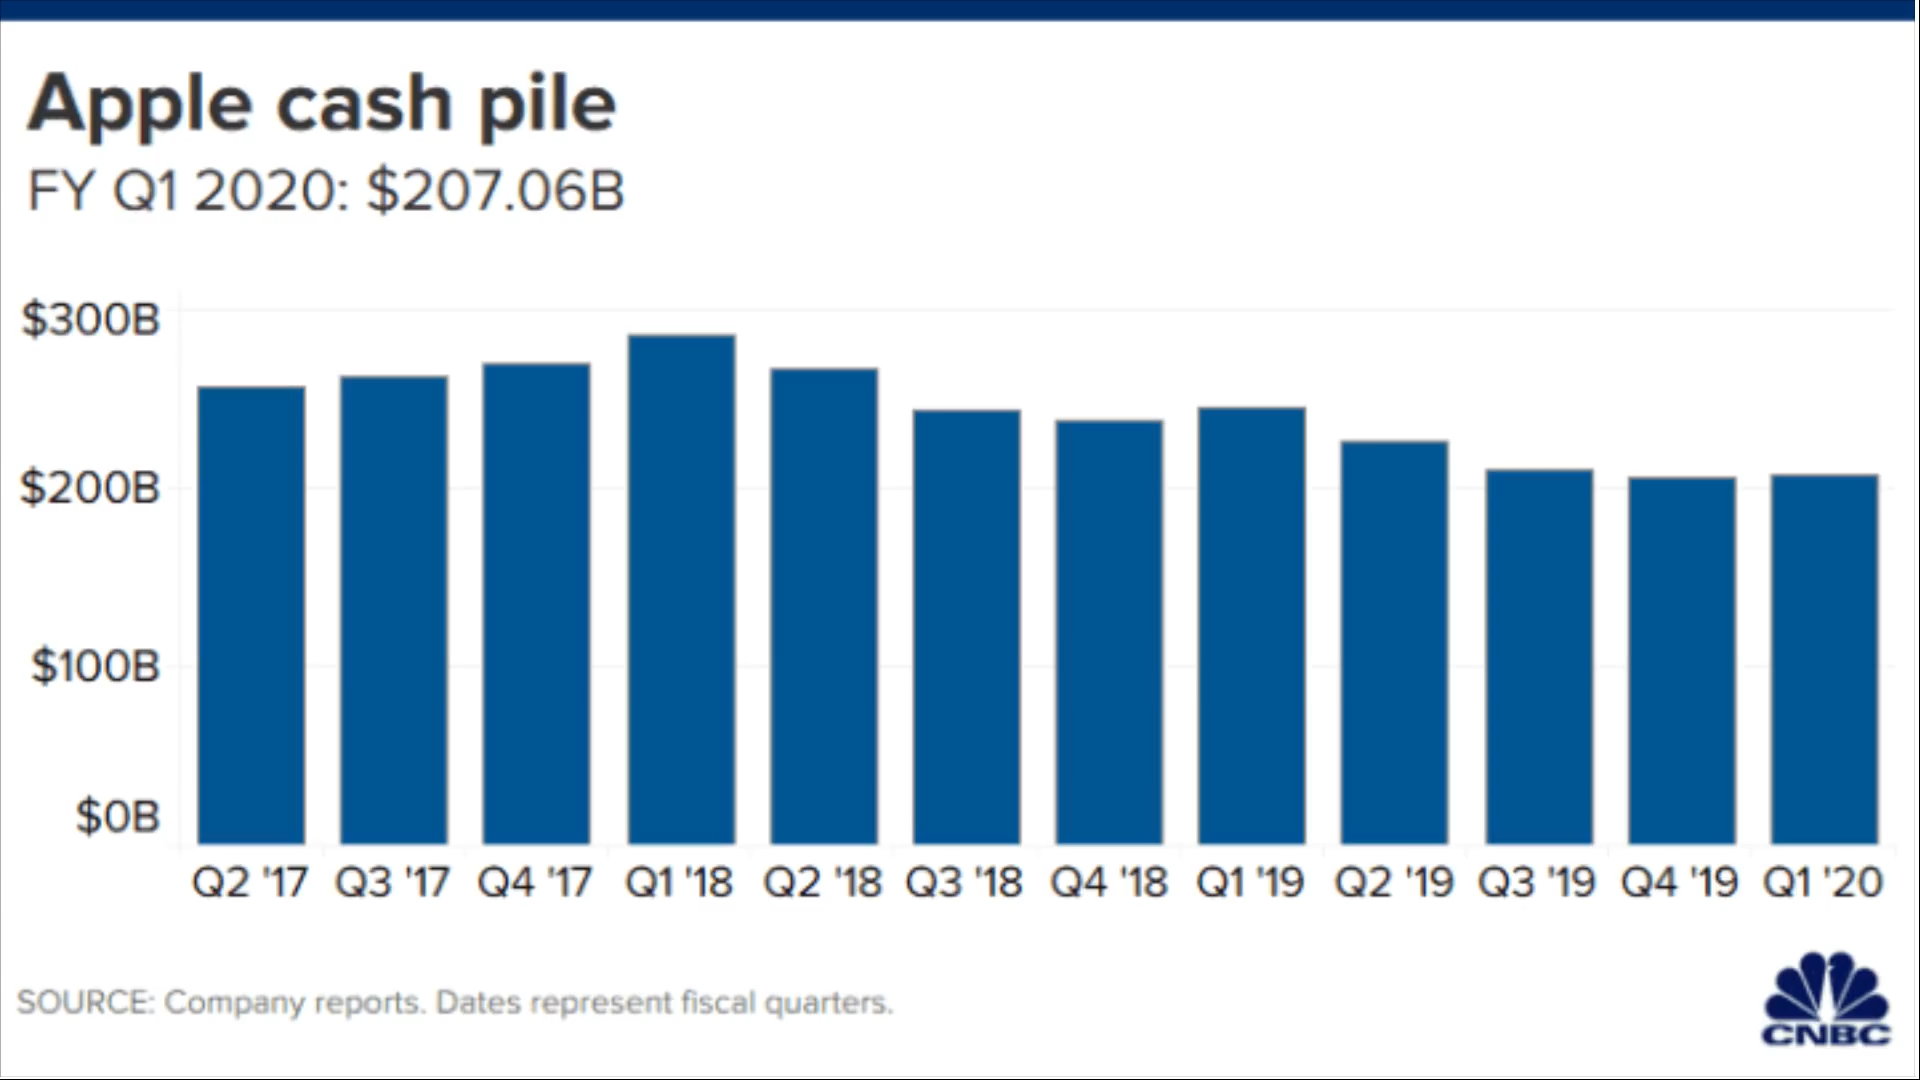 Apple cash pile
FY Q1 2020: $207.06B
$300B
$200B
$100B
$0B
Q2 '17 Q3 '17 Q4 '17 Q1 '18 Q2 '18 Q3 '18 Q4 '18 Q1 '19 Q2 '19 Q3 '19 Q4 '19 Q1 '20
SOURCE: Company reports. Dates represent fiscal quarters.
CNBC